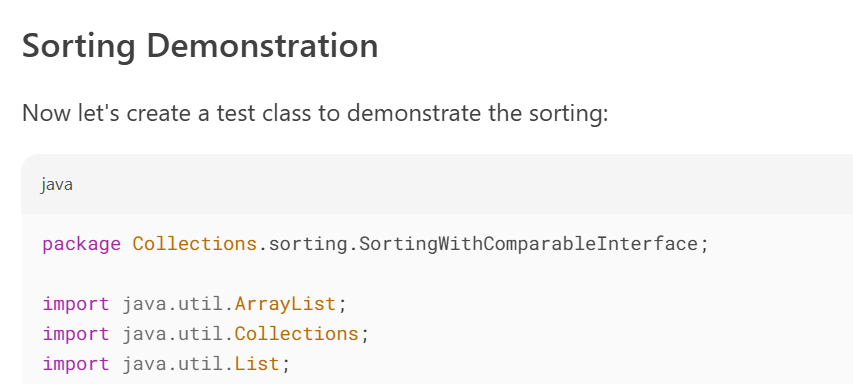 Sorting Demonstration
Now let's create a test class to demonstrate the sorting:
java
package Collections.sorting.SortingWithComparableInterface;
import java.util.ArrayList;
import java.util.Collections;
import java.util.List;